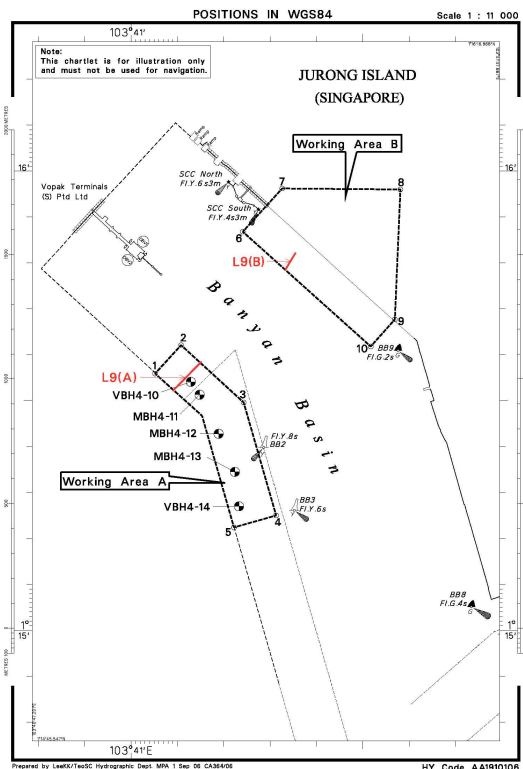 POSITIONS IN WGS84
Scale 1 : 11 000
103°41'
Note:
This chartlet is for illustration only
and must not be used for navigation.
JURONG ISLAND
(SINGAPORE)
Working Area B
16'
16'
SCC North
Fl.Y.6s3m
7
8
Vopak Terminals
(S) Ptd Ltd
SCC South
Fl.Y.4s3m
6
L9(B)
Banyan Basin
9
10
BB9
Fl.G.2s
2
1
L9(A)
VBH4-10
3
MBH4-11
MBH4-12
Fl.Y.8s
BB2
MBH4-13
Working Area A
BB3
Fl.Y.6s
VBH4-14
4
5
BB8
Fl.G.4s
1°
15'
1°
15'
103°41'E
Prepared by LeeKK/TeoSC Hydrographic Dept. MPA 1 Sep 06 CA364/06
HY Code AA1910106